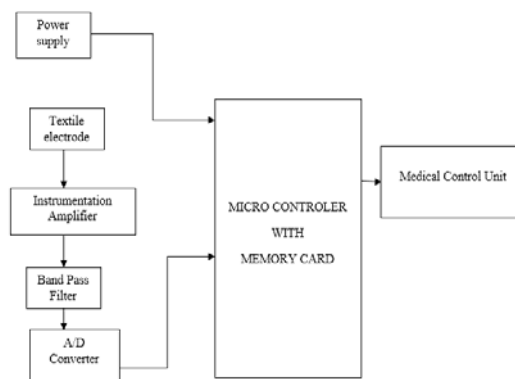 Power
supply
Textile
electrode
Instrumentation
Amplifier
Band Pass
Filter
A/D
Converter
MICRO CONTROLER
WITH
MEMORY CARD
Medical Control Unit